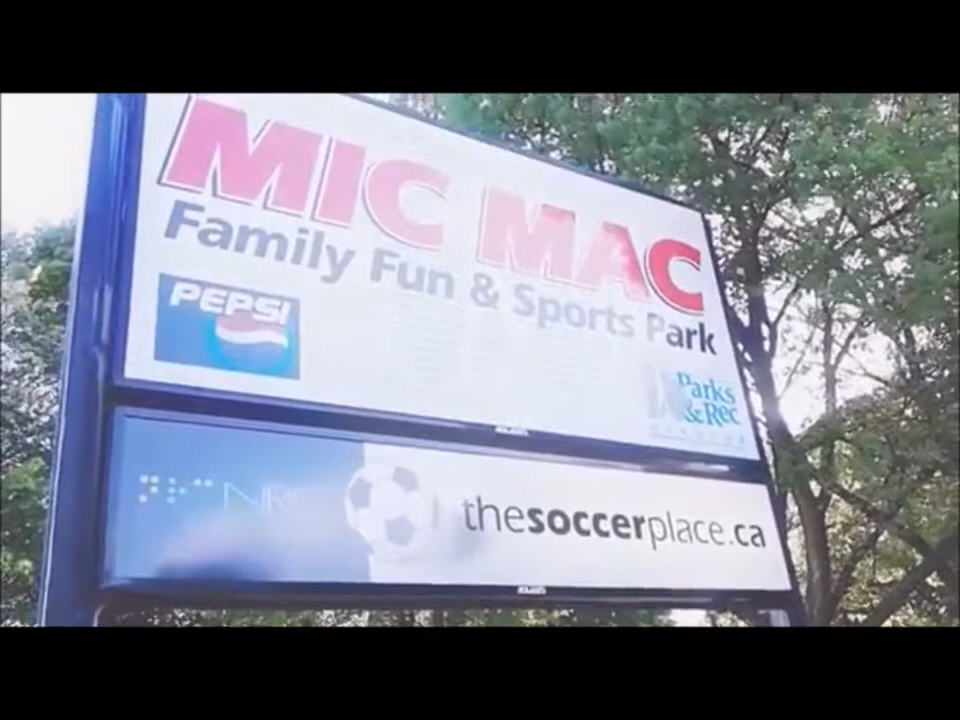 MIC MAC
Family Fun & Sports Park
PEPSI
Parks
& Rec
thesoccerplace.ca